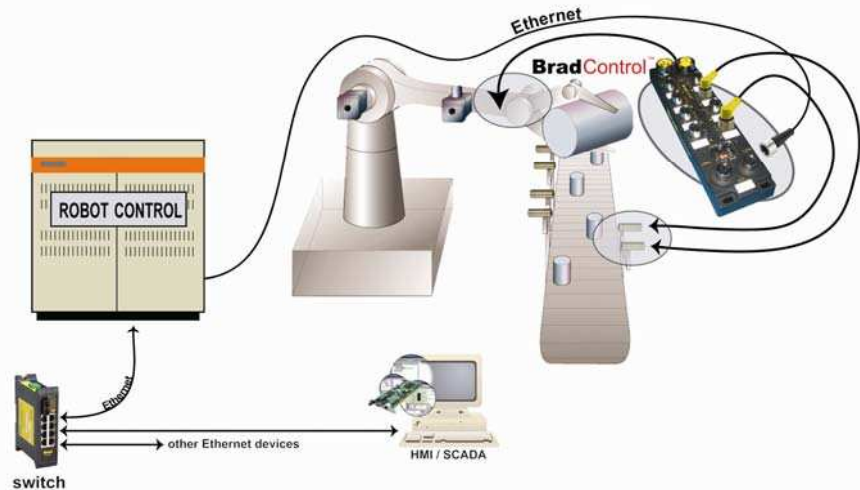 Ethernet
BradControl™
ROBOT CONTROL
Ethernet
other Ethernet devices
HMI / SCADA
switch